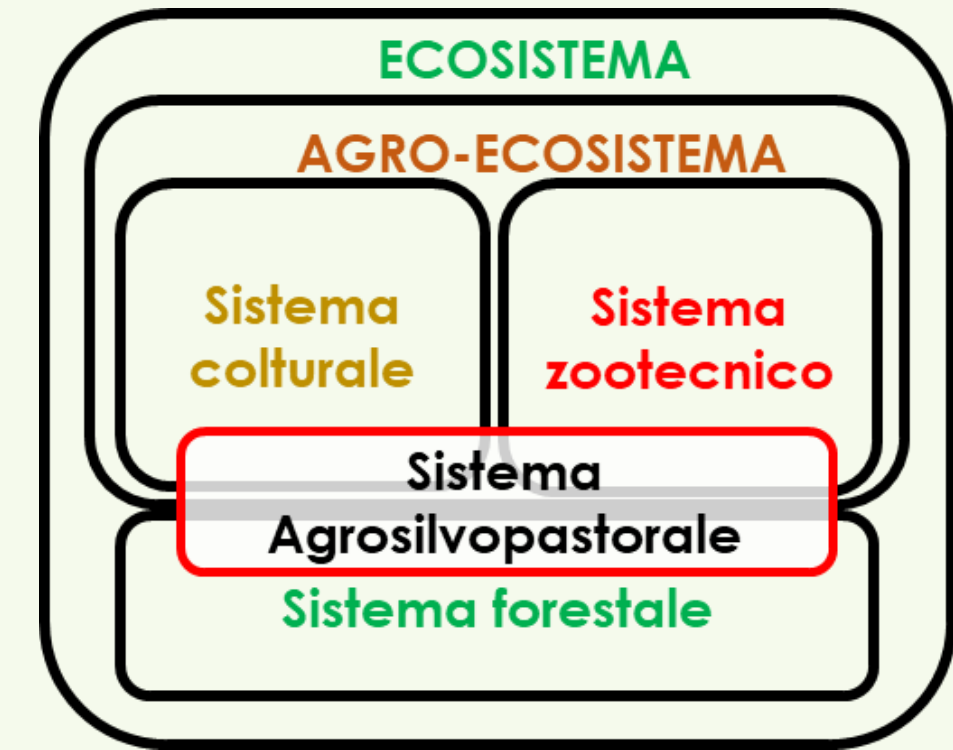 ECOSISTEMA
AGRO-ECOSISTEMA
Sistema
colturale
Sistema
zootecnico
Sistema
Agrosilvopastorale
Sistema forestale